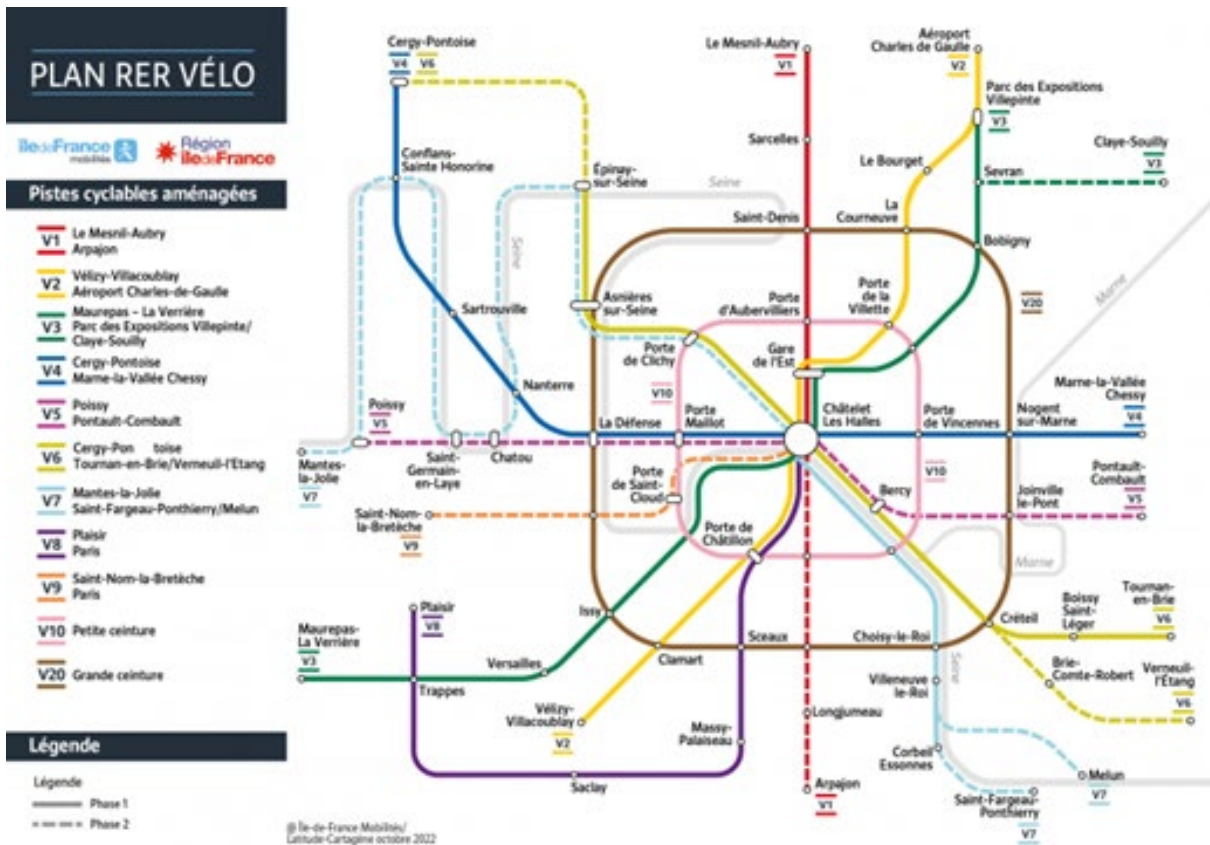 PLAN RER VÉLO
îledeFrance
mobilités
Région
îledeFrance
Pistes cyclables aménagées
V1
Le Mesnil-Aubry
Arpajon
V2
Vélizy-Villacoublay
Aéroport Charles-de-Gaulle
V3
Maurepas – La Verrière
Parc des Expositions Villepinte/
Claye-Souilly
V4
Cergy-Pontoise
Marne-la-Vallée Chessy
V5
Poissy
Pontault-Combault
V6
Cergy-Pon toise
Tournan-en-Brie/Verneuil-l'Etang
V7
Mantes-la-Jolie
Saint-Fargeau-Ponthierry/Melun
V8
Plaisir
Paris
V9
Saint-Nom-la-Bretèche
Paris
V10
Petite ceinture
V20
Grande ceinture
Légende
Légende
Phase 1
Phase 2
Cergy-Pontoise
V4
V6
Le Mesnil-Aubry
V1
Aéroport
Charles de Gaulle
V2
Parc des Expositions
Villepinte
V3
Claye-Souilly
V3
Sarcelles
Le Bourget
Sevran
Conflans-
Sainte Honorine
Épinay-
sur-Seine
Seine
Saint-Denis
La
Courneuve
Bobigny
Seine
Marne
V20
Sartrouville
Asnières
sur-Seine
Porte
d'Aubervilliers
Porte
de la
Villette
Porte
de Clichy
Gare
de l'Est
Nanterre
V10
Poissy
V5
La Défense
Porte
Maillot
Châtelet
Les Halles
Porte
de Vincennes
Nogent
sur-Marne
Marne-la-Vallée
Chessy
V4
Mantes-
la-Jolie
V7
Saint-
Germain-
en-Laye
Chatou
Porte
de Saint-
Cloud
V10
Bercy
Joinville
le-Pont
Pontault-
Combault
V5
Saint-Nom-
la-Bretèche
V9
Porte de
Châtillon
Marne
Issy
Plaisir
V8
Maurepas-
La Verrière
V3
Trappes
Versailles
Clamart
Sceaux
Choisy-le-Roi
Créteil
Boissy
Saint-
Léger
Tournan-
en-Brie
V6
Brie-
Comte-Robert
Verneuil-
l'Étang
V6
Vélizy-
Villacoublay
V2
Massy-
Palaiseau
Longjumeau
Villeneuve
le-Roi
Seine
Corbeil
Essonnes
Saclay
Arpajon
V1
Saint-Fargeau-
Ponthierry
V7
Melun
V7
@ Île-de-France Mobilités/
Latitude-Cartagène octobre 2022